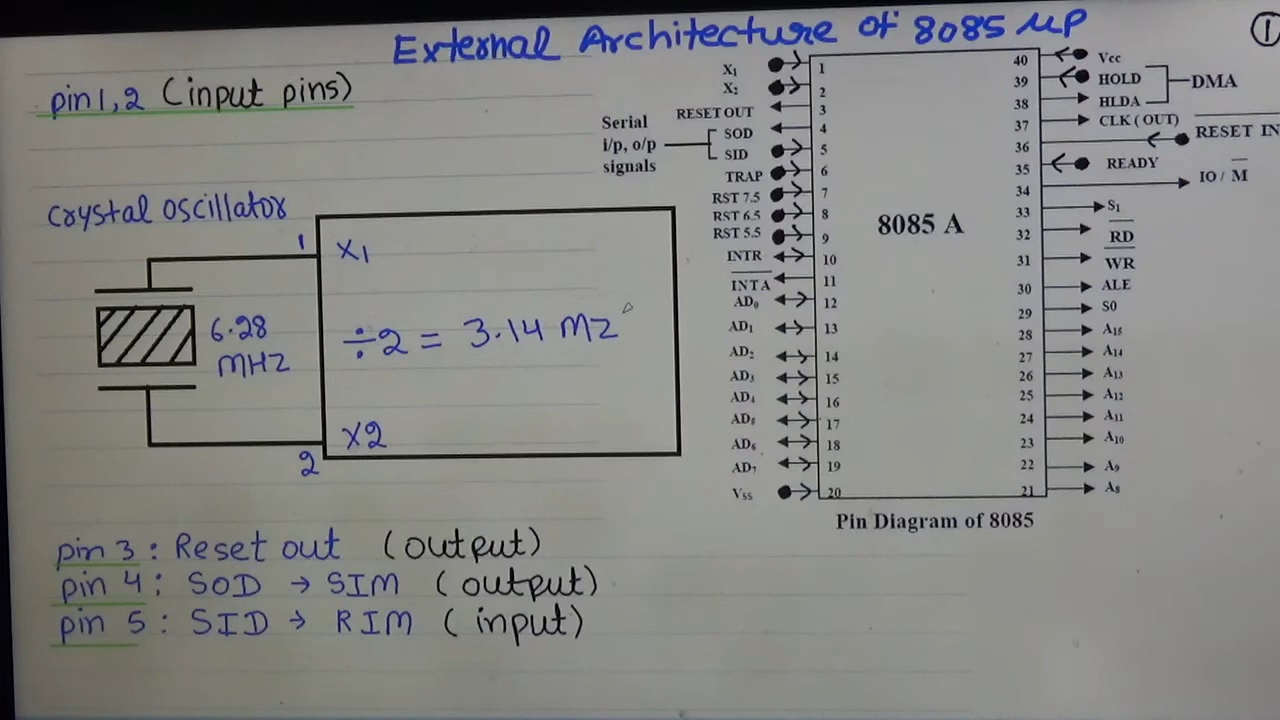 External Architecture of 8085 μP
1
pin 1, 2 (input pins)
crystal oscillator
1
X1
6.28
MHZ
÷2 = 3.14 MZ
X2
2
pin 3 : Reset out (output)
pin 4 : SOD → SIM (output)
pin 5 : SID → RIM (input)
X₁ 1
X₂ 2
RESET OUT 3
Serial
i/p, o/p
signals
SOD 4
SID 5
TRAP 6
RST 7.5 7
RST 6.5 8
RST 5.5 9
INTR 10
I̅N̅T̅A̅ 11
AD₀ 12
AD₁ 13
AD₂ 14
AD₃ 15
AD₄ 16
AD₅ 17
AD₆ 18
AD₇ 19
Vss 20
8085 A
40 Vcc
39 HOLD
38 HLDA
DMA
37 CLK ( OUT)
36 R̅E̅S̅E̅T̅ I̅N̅
35 READY
34 IO / M̅
33 S₁
32 R̅D̅
31 W̅R̅
30 ALE
29 S0
28 A₁₅
27 A₁₄
26 A₁₃
25 A₁₂
24 A₁₁
23 A₁₀
22 A₉
21 A₈
Pin Diagram of 8085